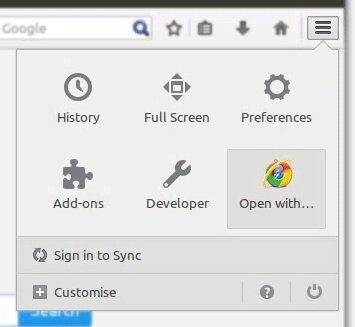 Google
History Full Screen Preferences
Add-ons Developer Open with...
Sign in to Sync
Customise
Search